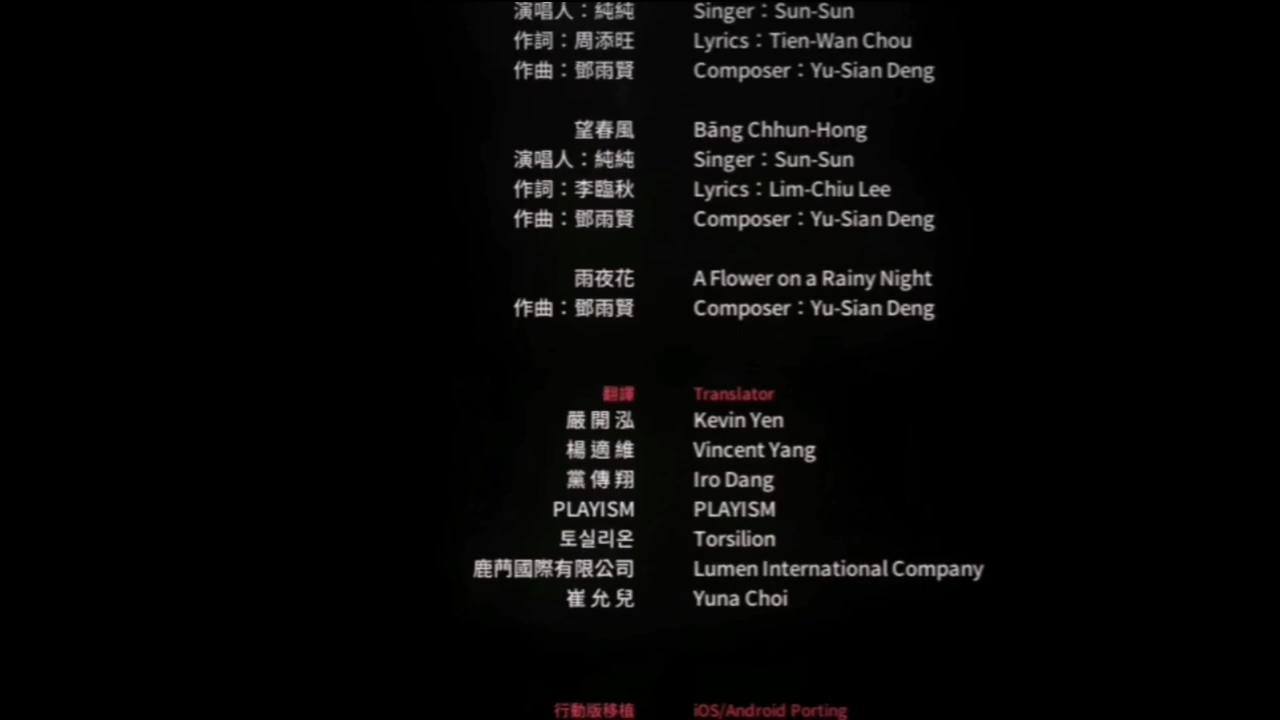 演唱人：純純 Singer：Sun-Sun
作詞：周添旺 Lyrics：Tien-Wan Chou
作曲：鄧雨賢 Composer：Yu-Sian Deng
望春風 Bāng Chhun-Hong
演唱人：純純 Singer：Sun-Sun
作詞：李臨秋 Lyrics：Lim-Chiu Lee
作曲：鄧雨賢 Composer：Yu-Sian Deng
雨夜花 A Flower on a Rainy Night
作曲：鄧雨賢 Composer：Yu-Sian Deng
翻譯 Translator
嚴開泓 Kevin Yen
楊適維 Vincent Yang
黨傳翔 Iro Dang
PLAYISM PLAYISM
토실리온 Torsilion
鹿菛國際有限公司 Lumen International Company
崔允兒 Yuna Choi
行動版移植 iOS/Android Porting